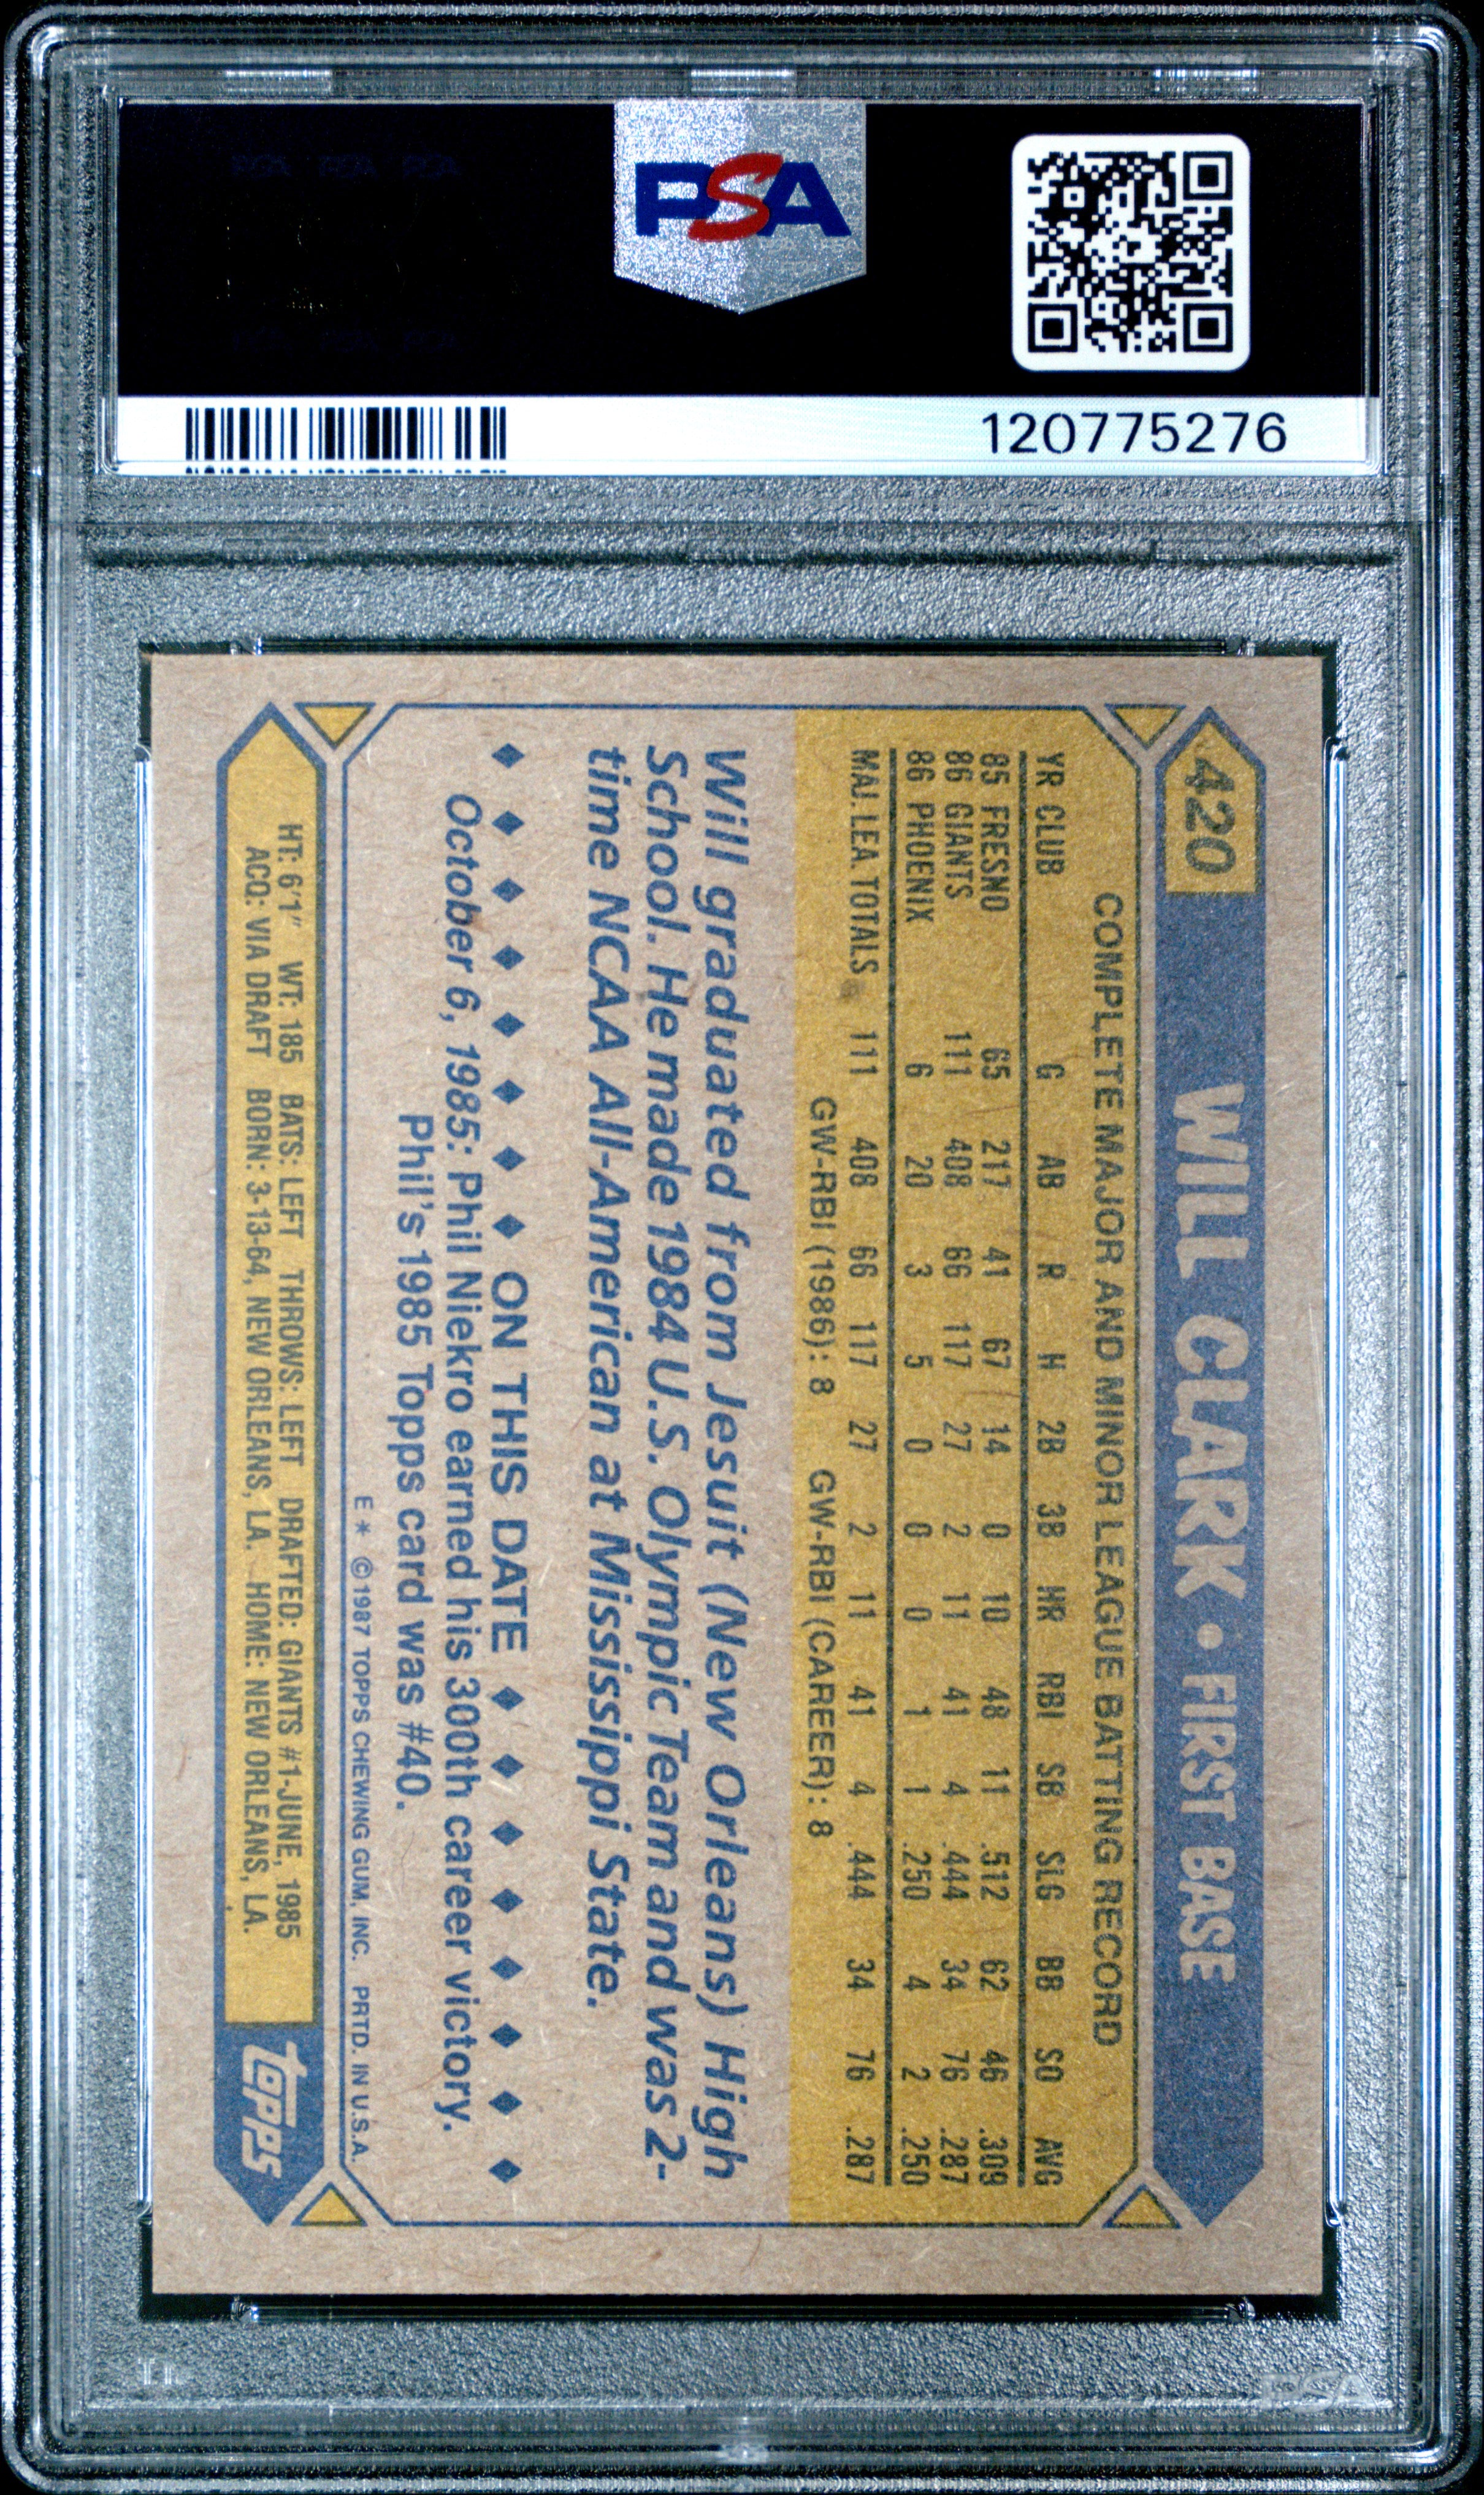 PSA
120775276
420 WILL CLARK • FIRST BASE
COMPLETE MAJOR AND MINOR LEAGUE BATTING RECORD
YR CLUB G AB R H 2B 3B HR RBI SB SLG BB SO AVG
85 FRESNO 65 217 41 67 14 0 10 48 11 .512 62 46 .309
86 GIANTS 111 408 66 117 27 2 11 41 4 .444 34 76 .287
86 PHOENIX 6 20 3 5 0 0 0 1 1 .250 4 2 .250
MAJ. LEA. TOTALS 111 408 66 117 27 2 11 41 4 .444 34 76 .287
GW-RBI (1986): 8 GW-RBI (CAREER): 8
Will graduated from Jesuit (New Orleans) High
School. He made 1984 U.S. Olympic Team and was 2-
time NCAA All-American at Mississippi State.
♦ ♦ ♦ ♦ ♦ ♦ ♦ ♦ ON THIS DATE ♦ ♦ ♦ ♦ ♦ ♦ ♦ ♦
October 6, 1985: Phil Niekro earned his 300th career victory.
Phil's 1985 Topps card was #40.
E* ©1987 TOPPS CHEWING GUM, INC. PRTD. IN U.S.A.
HT: 6'1" WT: 185 BATS: LEFT THROWS: LEFT DRAFTED: GIANTS #1-JUNE, 1985
ACQ: VIA DRAFT BORN: 3-13-64, NEW ORLEANS, LA. HOME: NEW ORLEANS, LA.
topps